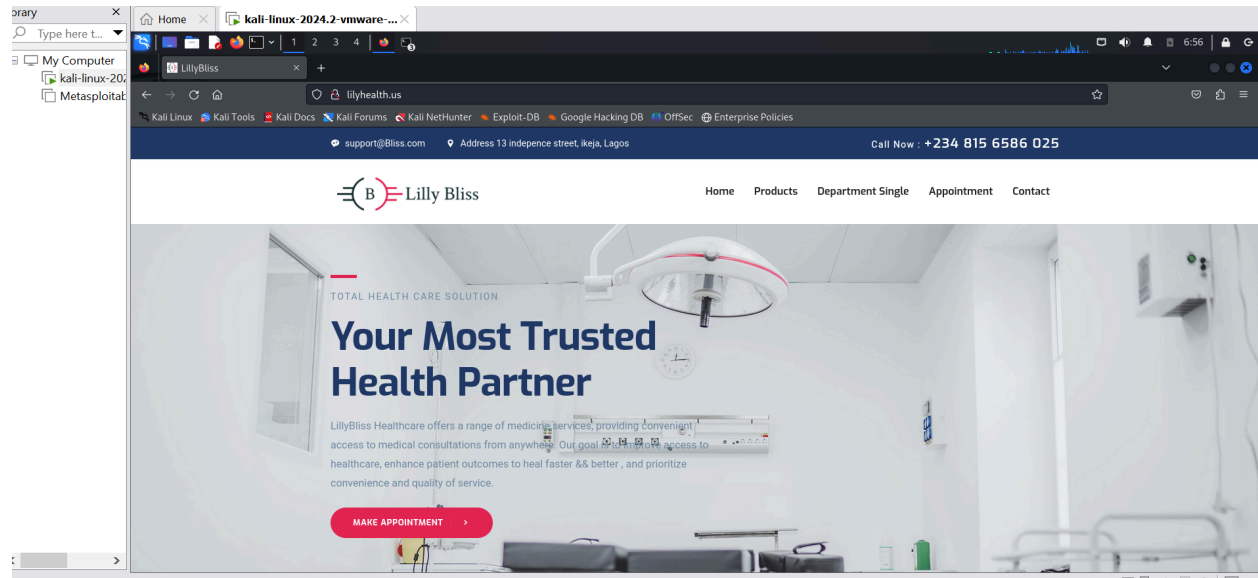 brary
Home
kali-linux-2024.2-vmware-...
Type here t...
My Computer
kali-linux-202
Metasploitab
1 2 3 4
6:56
LillyBliss
lilyhealth.us
Kali Linux Kali Tools Kali Docs Kali Forums Kali NetHunter Exploit-DB Google Hacking DB OffSec Enterprise Policies
support@Bliss.com Address 13 indepence street, ikeja, Lagos Call Now : +234 815 6586 025
B Lilly Bliss
Home Products Department Single Appointment Contact
TOTAL HEALTH CARE SOLUTION
Your Most Trusted
Health Partner
LillyBliss Healthcare offers a range of medicine services, providing convenient
access to medical consultations from anywhere. Our goal is to improve access to
healthcare, enhance patient outcomes to heal faster && better , and prioritize
convenience and quality of service.
MAKE APPOINTMENT